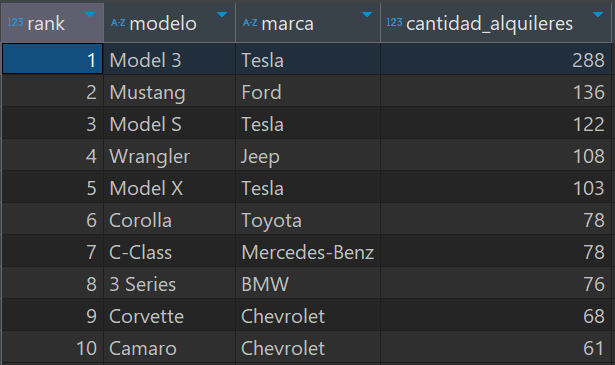 123 rank A-Z modelo A-Z marca 123 cantidad_alquileres
1 Model 3 Tesla 288
2 Mustang Ford 136
3 Model S Tesla 122
4 Wrangler Jeep 108
5 Model X Tesla 103
6 Corolla Toyota 78
7 C-Class Mercedes-Benz 78
8 3 Series BMW 76
9 Corvette Chevrolet 68
10 Camaro Chevrolet 61